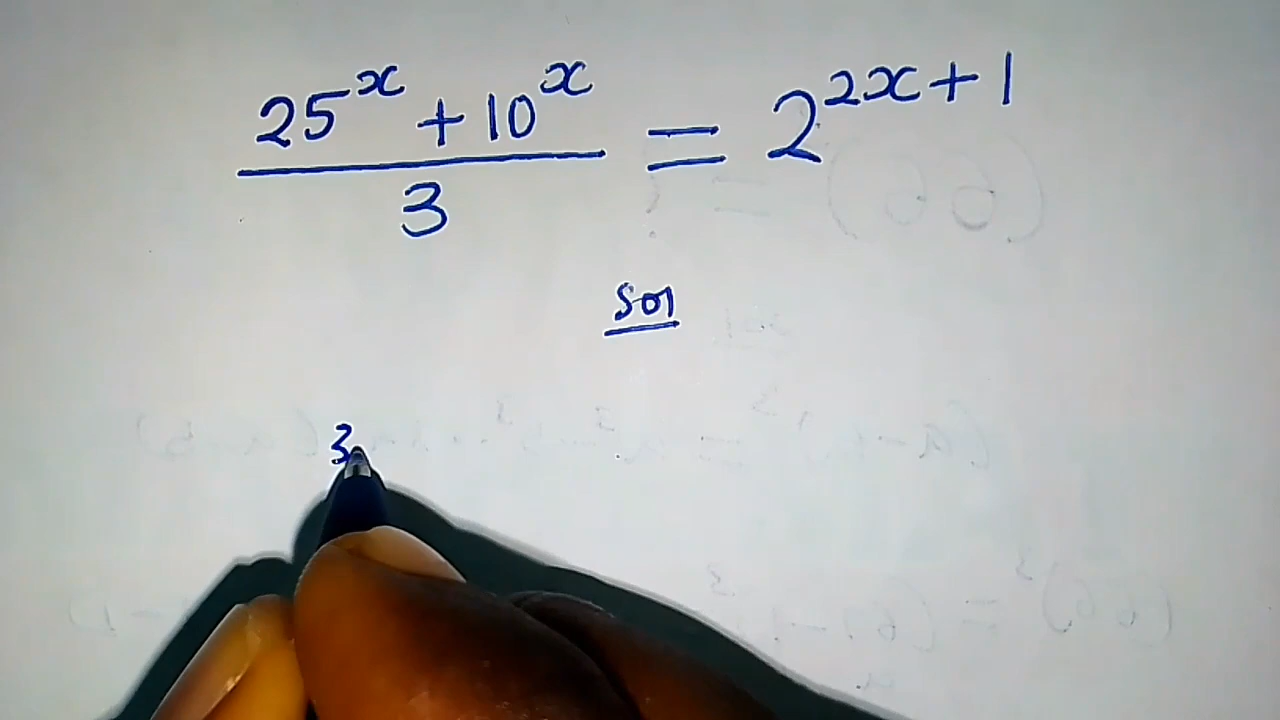 25^x + 10^x
3
= 2^{2x+1}
Sol
3